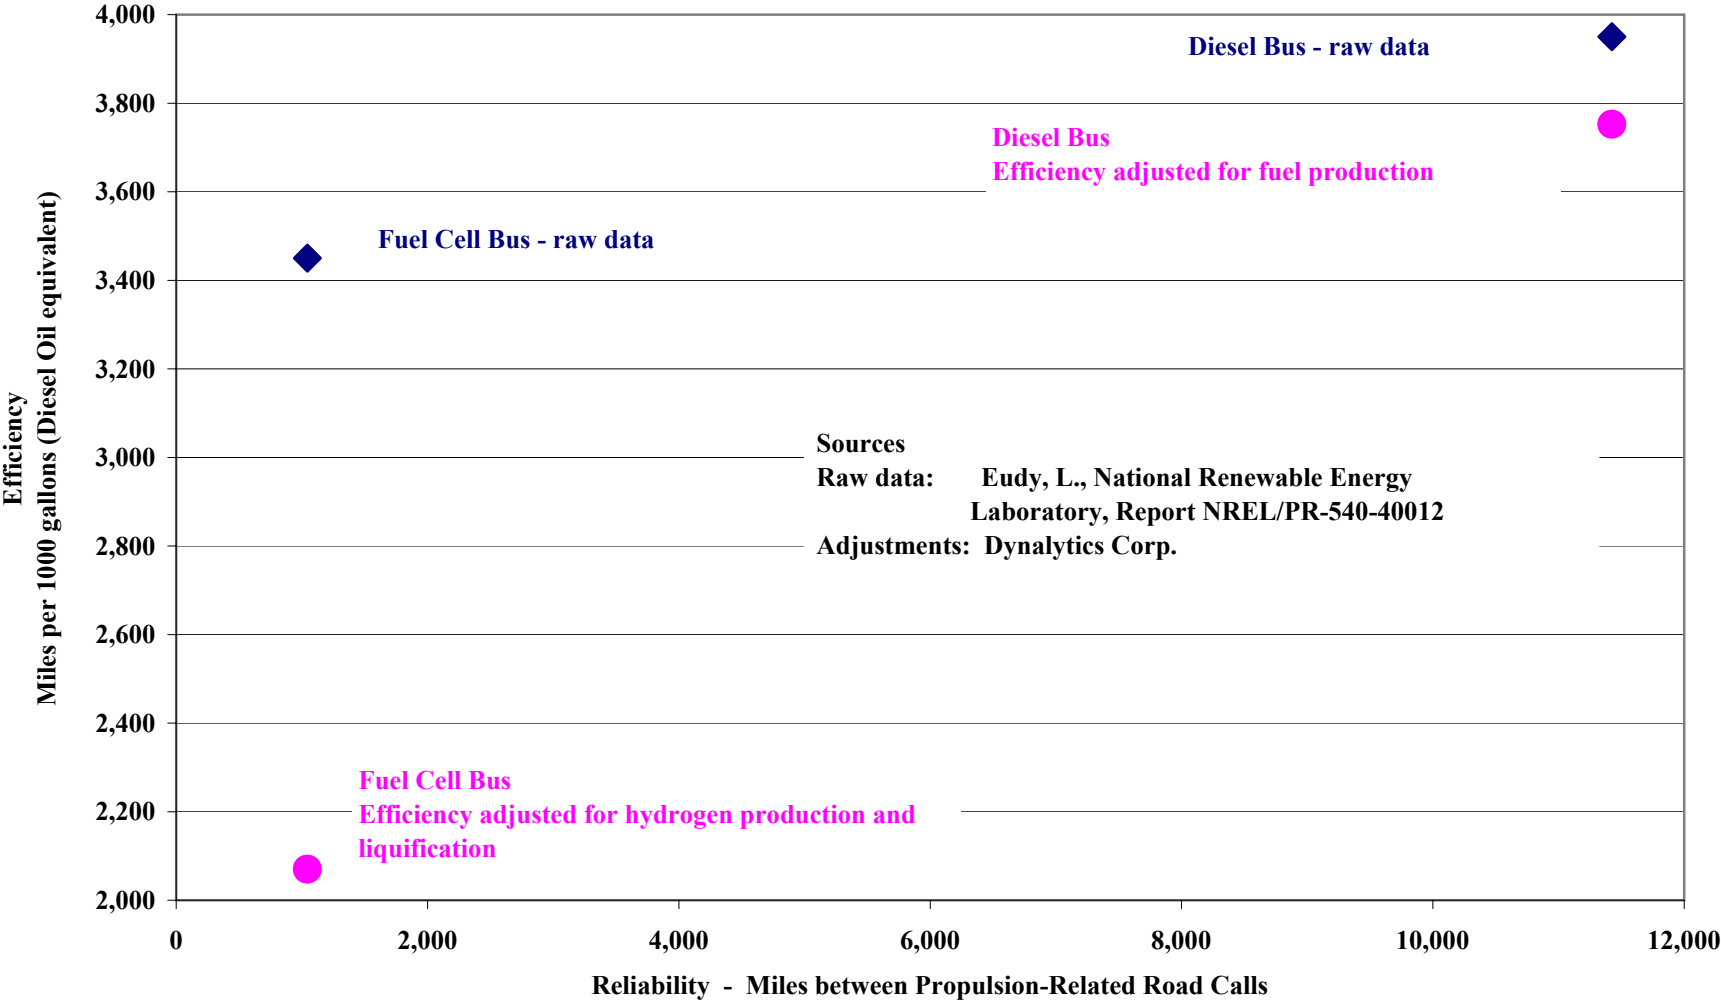 4,000
3,800
3,600
3,400
3,200
3,000
2,800
2,600
2,400
2,200
2,000
Efficiency
Miles per 1000 gallons (Diesel Oil equivalent)
Diesel Bus - raw data
Diesel Bus
Efficiency adjusted for fuel production
Fuel Cell Bus - raw data
Sources
Raw data: Eudy, L., National Renewable Energy
Laboratory, Report NREL/PR-540-40012
Adjustments: Dynalytics Corp.
Fuel Cell Bus
Efficiency adjusted for hydrogen production and
liquification
0 2,000 4,000 6,000 8,000 10,000 12,000
Reliability - Miles between Propulsion-Related Road Calls